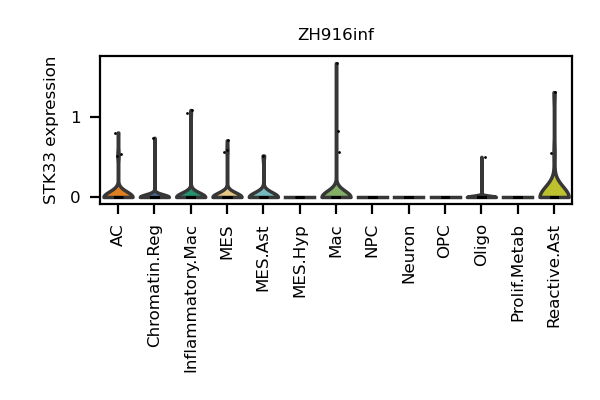 ZH916inf
STK33 expression
1
0
AC
Chromatin.Reg
Inflammatory.Mac
MES
MES.Ast
MES.Hyp
Mac
NPC
Neuron
OPC
Oligo
Prolif.Metab
Reactive.Ast